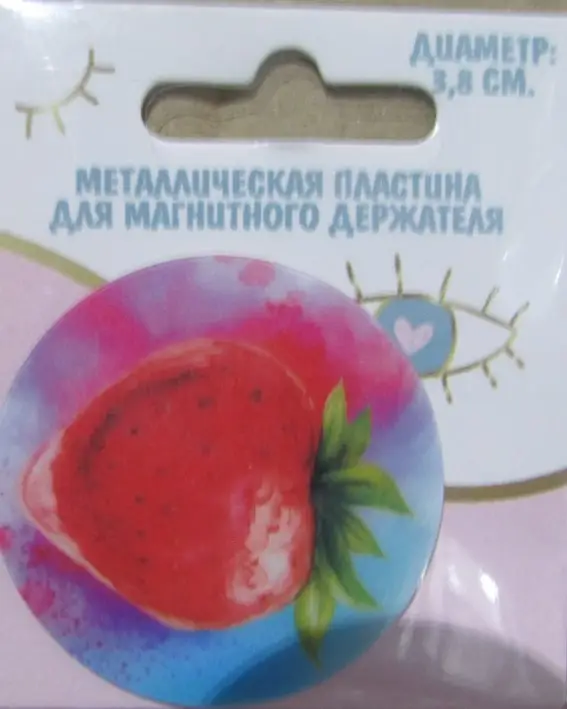 ДИАМЕТР:
3,8 СМ.
МЕТАЛЛИЧЕСКАЯ ПЛАСТИНА
ДЛЯ МАГНИТНОГО ДЕРЖАТЕЛЯ